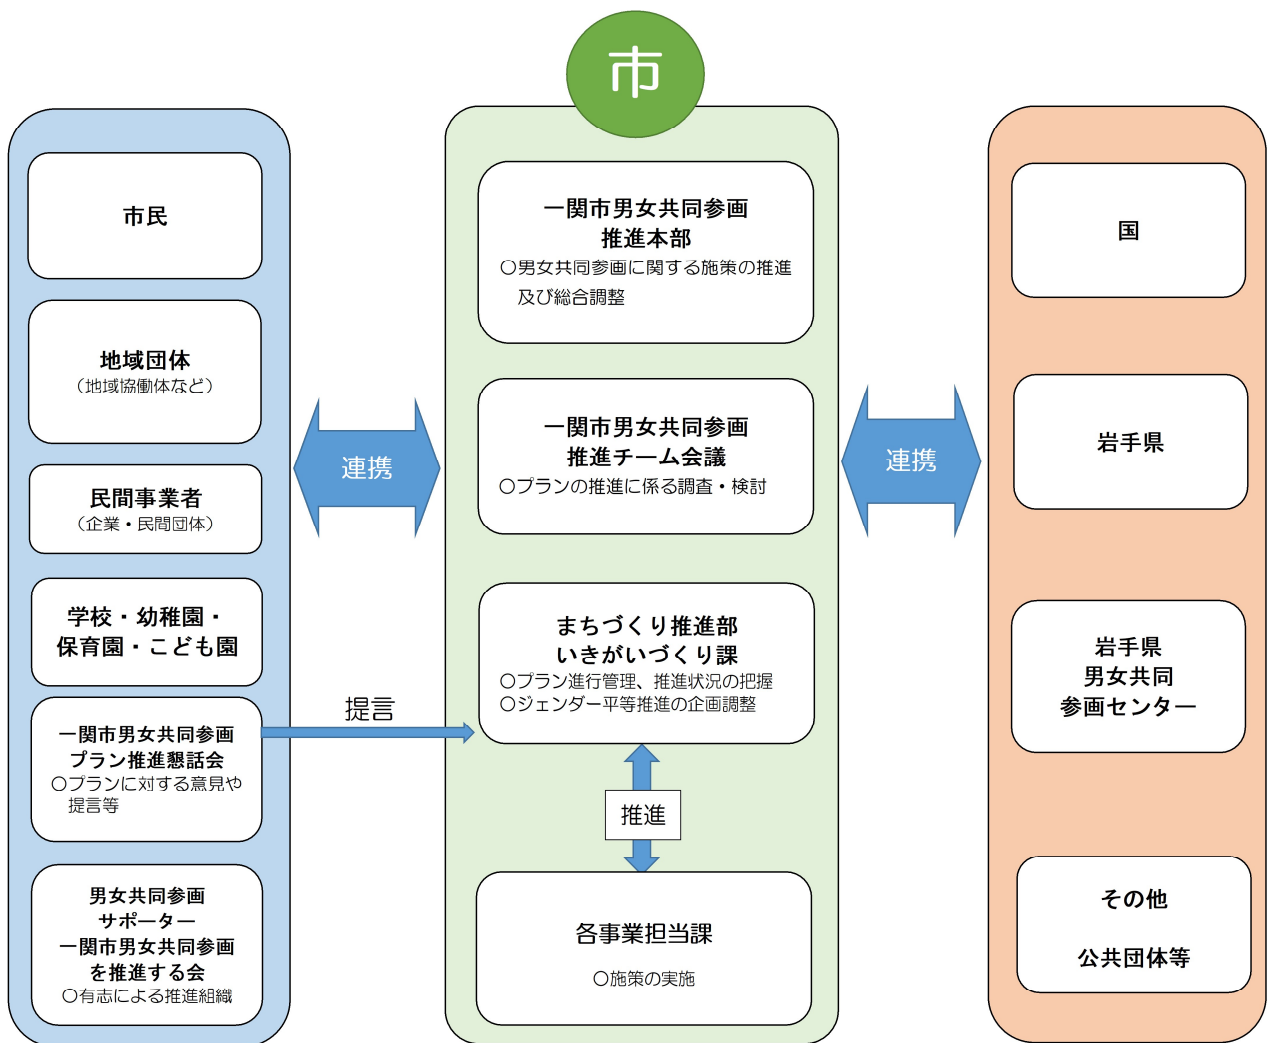 市
市民
地域団体
（地域協働体など）
民間事業者
（企業・民間団体）
学校・幼稚園・
保育園・こども園
一関市男女共同参画
プラン推進懇話会
〇プランに対する意見や
提言等
男女共同参画
サポーター
一関市男女共同参画
を推進する会
〇有志による推進組織
連携
提言
一関市男女共同参画
推進本部
〇男女共同参画に関する施策の推進
及び総合調整
一関市男女共同参画
推進チーム会議
〇プランの推進に係る調査・検討
まちづくり推進部
いきがいづくり課
〇プラン進行管理、推進状況の把握
〇ジェンダー平等推進の企画調整
推進
各事業担当課
〇施策の実施
連携
国
岩手県
岩手県
男女共同
参画センター
その他
公共団体等